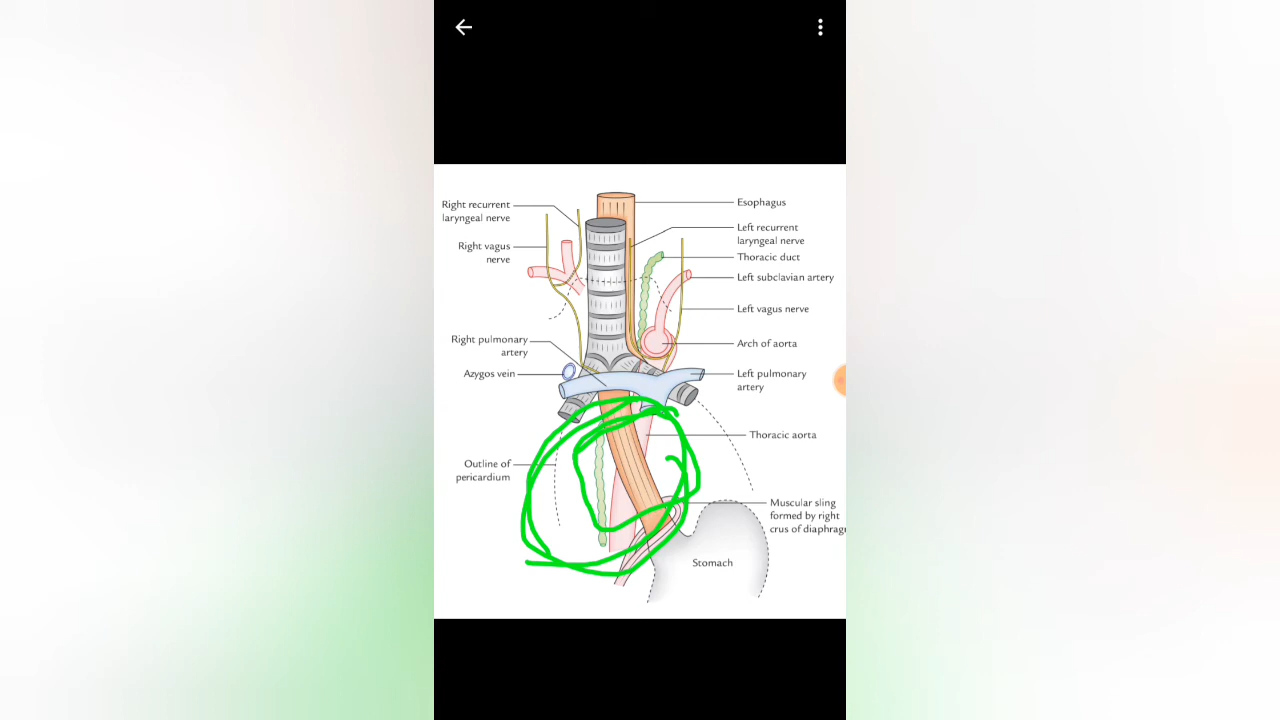 Right recurrent
laryngeal nerve
Right vagus
nerve
Right pulmonary
artery
Azygos vein
Outline of
pericardium
Esophagus
Left recurrent
laryngeal nerve
Thoracic duct
Left subclavian artery
Left vagus nerve
Arch of aorta
Left pulmonary
artery
Thoracic aorta
Muscular sling
formed by right
crus of diaphrag
Stomach